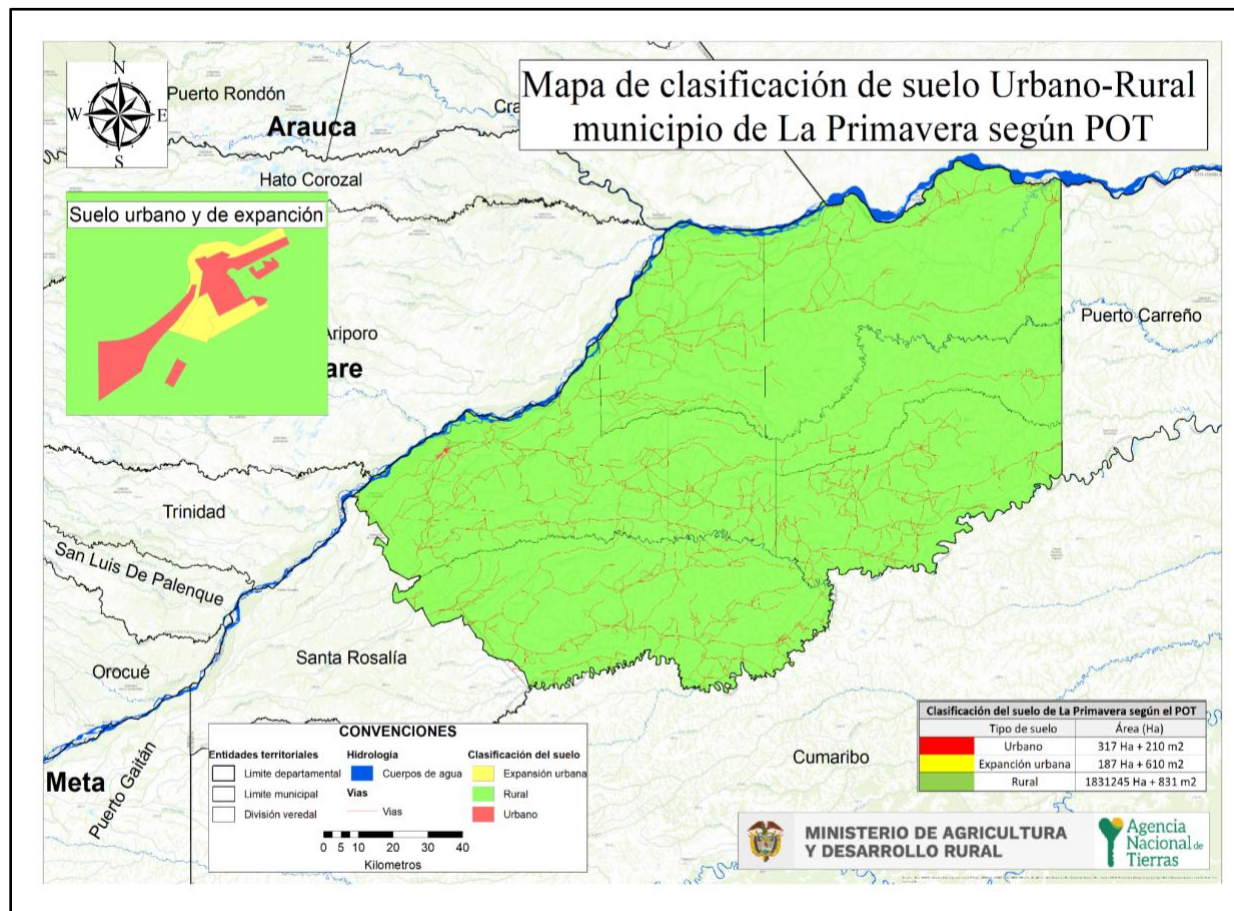 Mapa de clasificación de suelo Urbano-Rural
municipio de La Primavera según POT
N
W
E
S
Puerto Rondón
Arauca
Cra
Hato Corozal
Suelo urbano y de expanción
Ariporo
are
Puerto Carreño
Trinidad
San Luis De Palenque
Orocué
Santa Rosalía
Meta
Puerto Gaitán
Cumaribo
CONVENCIONES
Entidades territoriales
Limite departamental
Limite municipal
División veredal
Hidrologia
Cuerpos de agua
Vias
Vias
Clasificación del suelo
Expansión urbana
Rural
Urbano
0 5 10 20 30 40
Kilometros
Clasificación del suelo de La Primavera según el POT
Tipo de suelo Área (Ha)
Urbano 317 Ha + 210 m2
Expanción urbana 187 Ha + 610 m2
Rural 1831245 Ha + 831 m2
MINISTERIO DE AGRICULTURA
Y DESARROLLO RURAL
Agencia
Nacional de
Tierras